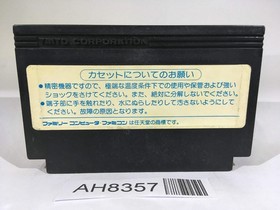 TAITO CORPORATION
カセットについてのお願い
●精密機器ですので、極端な温度条件下での使用や保管および強い
ショックをさけてください。また、絶対に分解しないでください。
●端子部に手を触れたり、水にぬらしたりして汚さないようにして
ください。故障の原因となります。
ファミリー コンピュータ ファミコン は任天堂の商標です。
AH8357